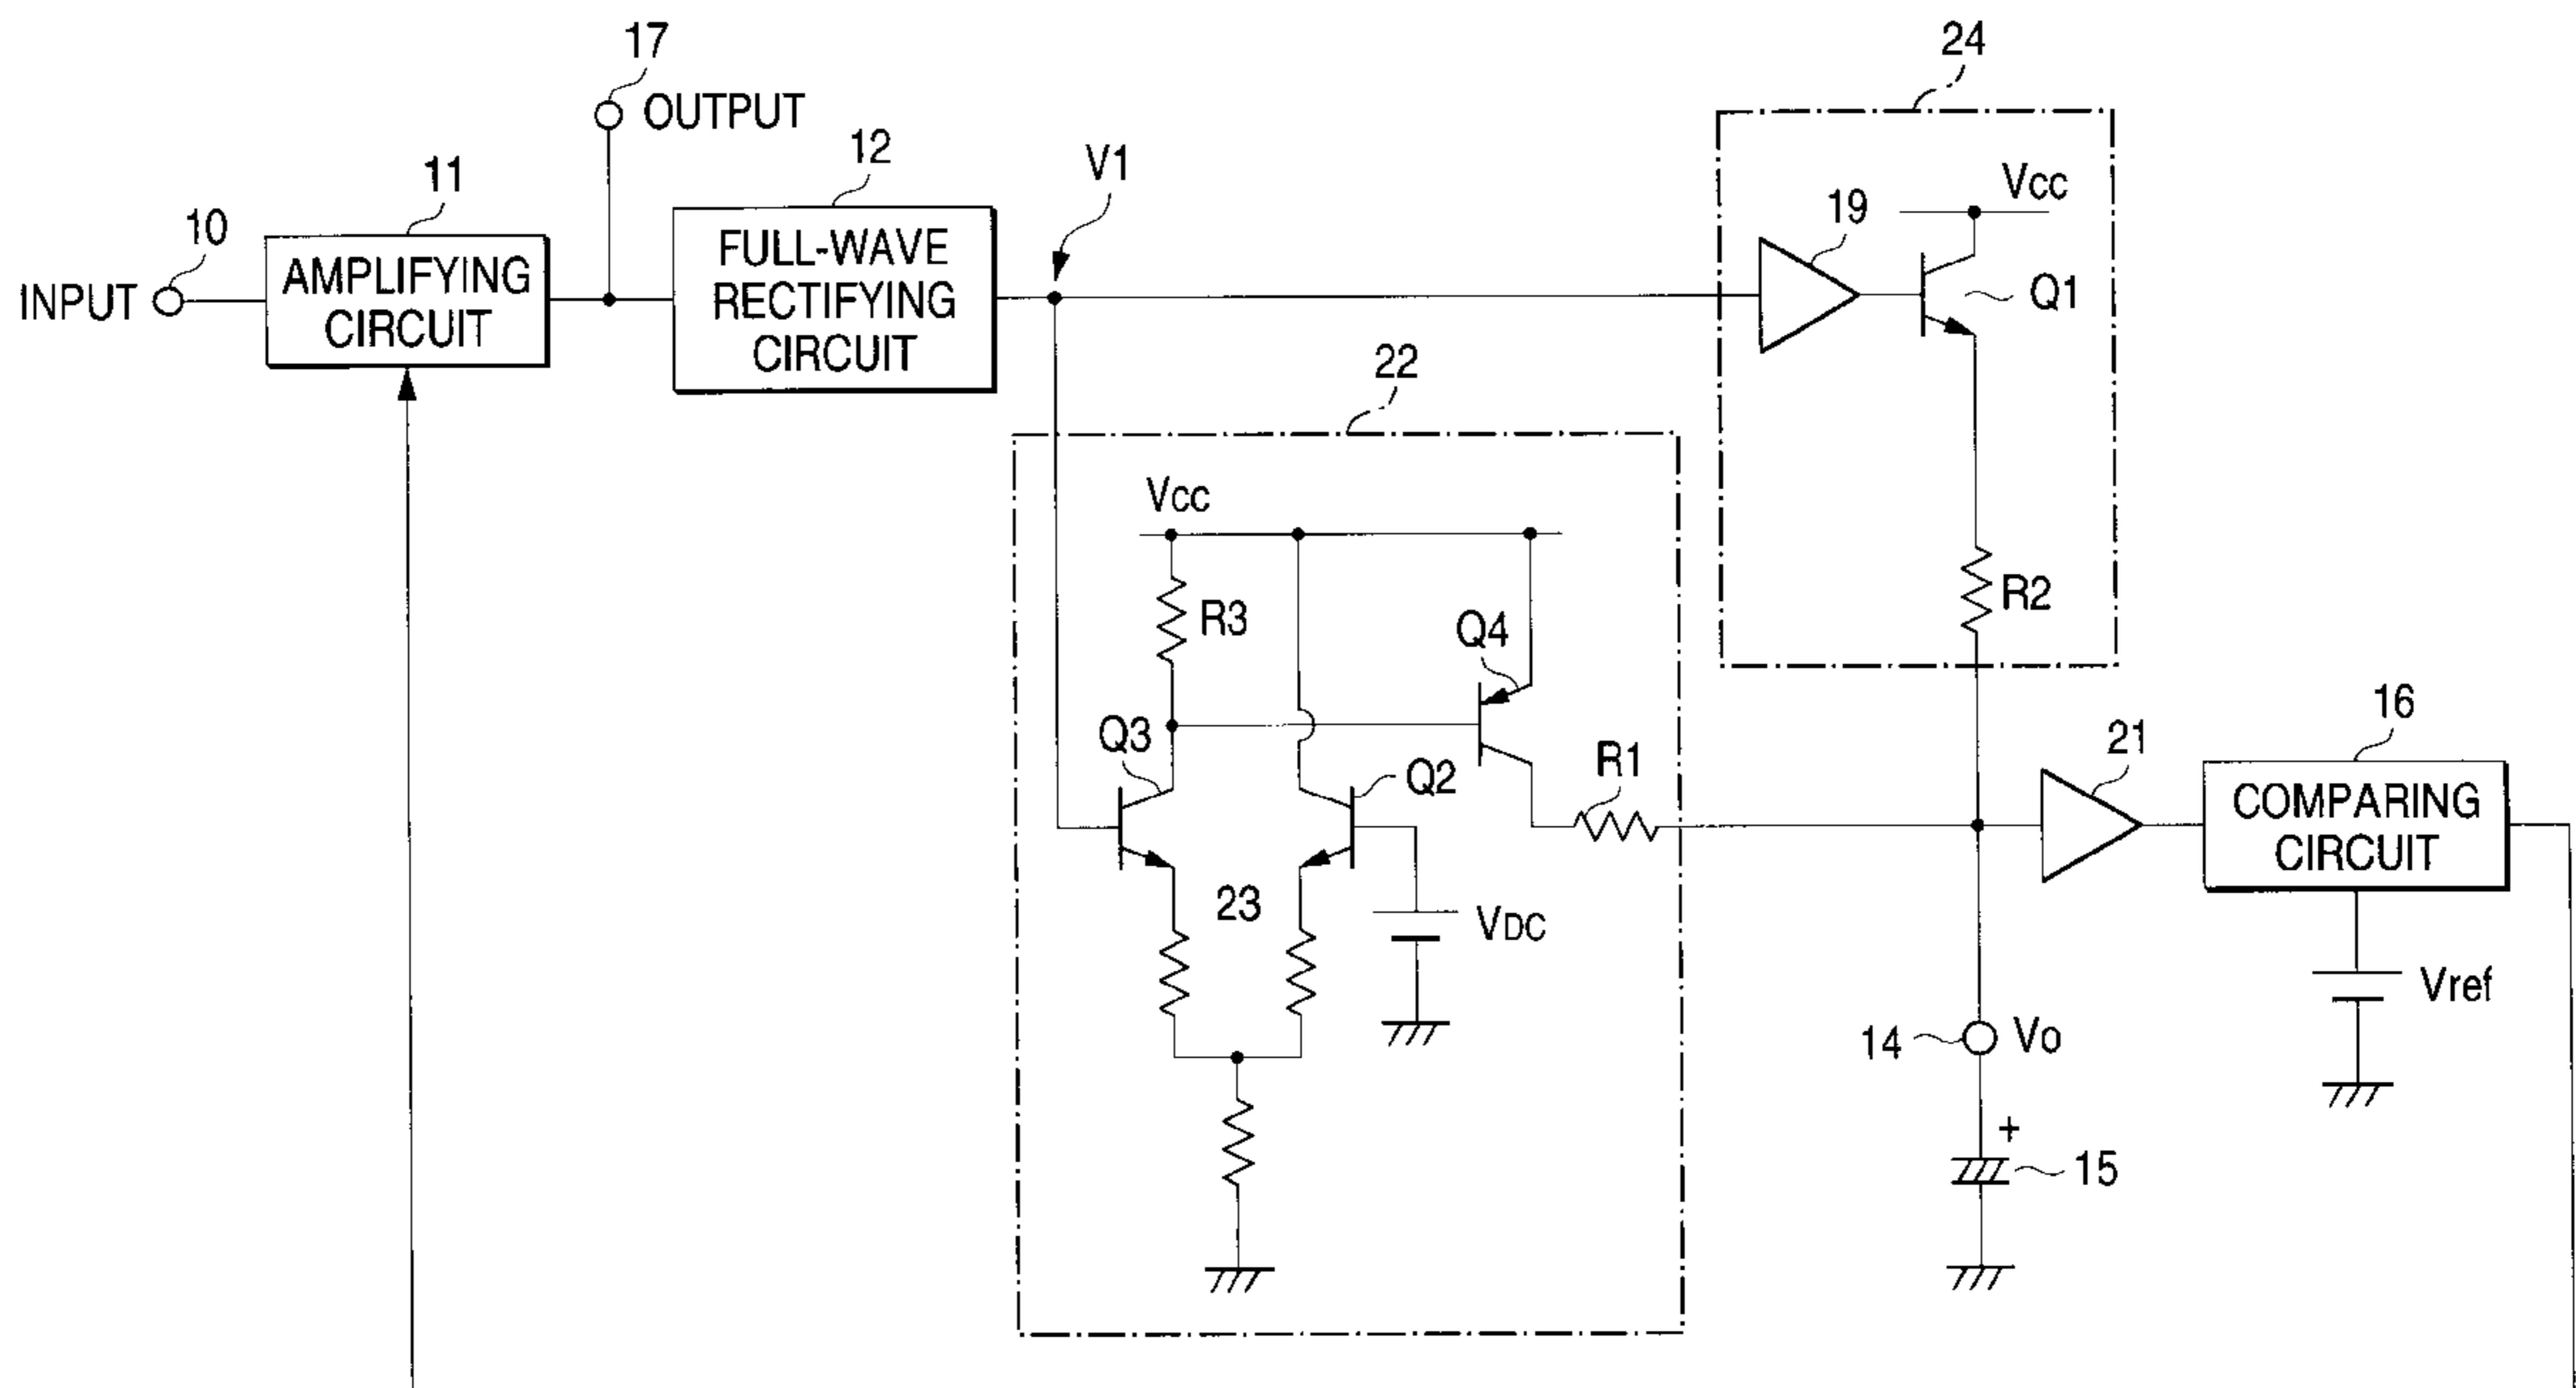 17
OUTPUT
24
11
12
V1
Vcc
10
INPUT
AMPLIFYING
CIRCUIT
FULL-WAVE
RECTIFYING
CIRCUIT
19
Q1
22
Vcc
R3
Q4
R2
Q3
Q2
R1
21
16
COMPARING
CIRCUIT
23
VDC
Vref
14
Vo
+
15